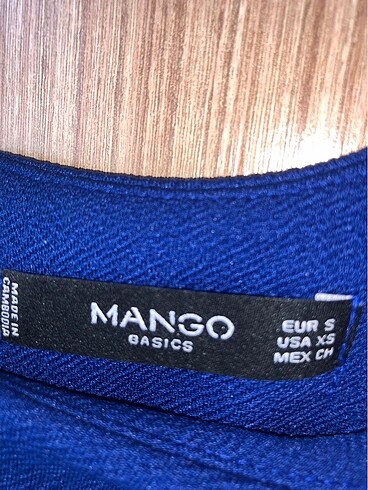 MADE IN
CAMBODIA
MANGO
BASICS
EUR S
USA XS
MEX CH